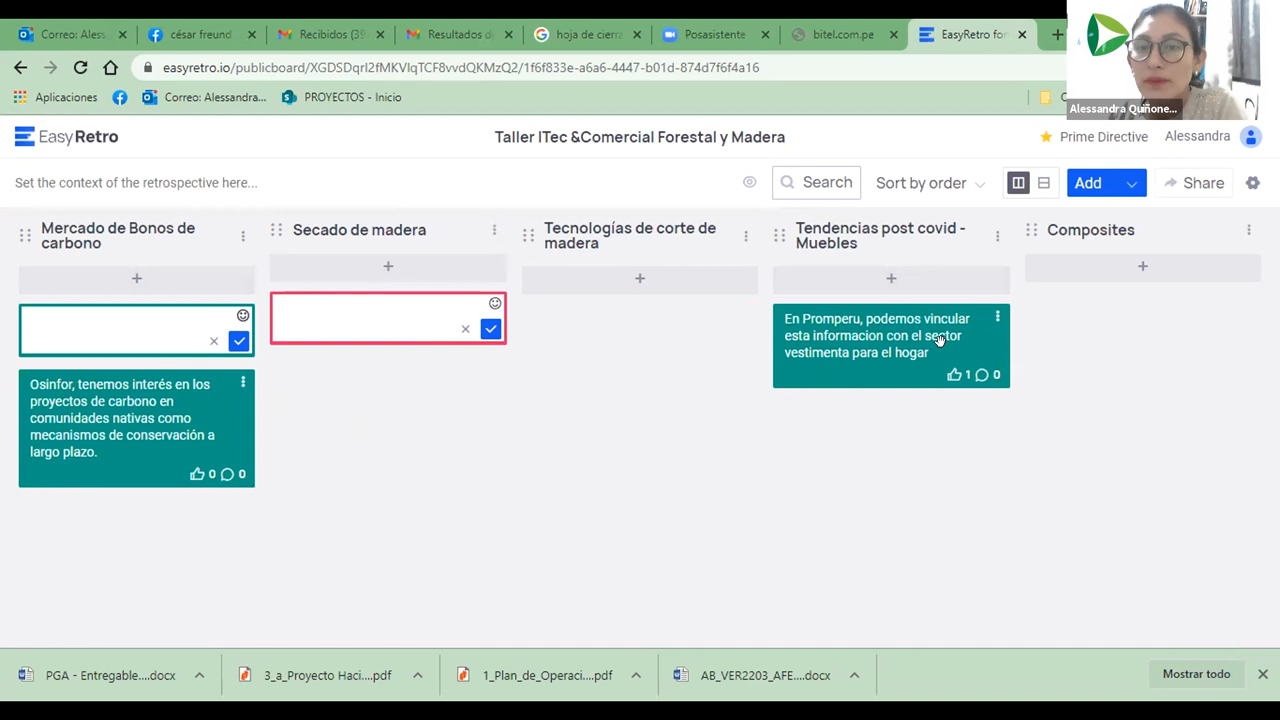 Correo: Aless
césar freund
Recibidos (39
Resultados d
hoja de cierra
Posasistente
bitel.com.pe
EasyRetro for
easyretro.io/publicboard/XGDSDqrI2fMKVIqTCF8vvdQKMzQ2/1f6f833e-a6a6-4447-b01d-874d7f6f4a16
Alessandra Quiñone...
Aplicaciones
Correo: Alessandra...
PROYECTOS - Inicio
EasyRetro
Taller ITec &Comercial Forestal y Madera
Prime Directive
Alessandra
Set the context of the retrospective here...
Search
Sort by order
Add
Share
Mercado de Bonos de
carbono
Secado de madera
Tecnologías de corte de
madera
Tendencias post covid -
Muebles
Composites
Osinfor, tenemos interés en los
proyectos de carbono en
comunidades nativas como
mecanismos de conservación a
largo plazo.
0 0
En Promperu, podemos vincular
esta informacion con el sector
vestimenta para el hogar
1 0
PGA - Entregable....docx
3_a_Proyecto Haci....pdf
1_Plan_de_Operaci....pdf
AB_VER2203_AFE....docx
Mostrar todo